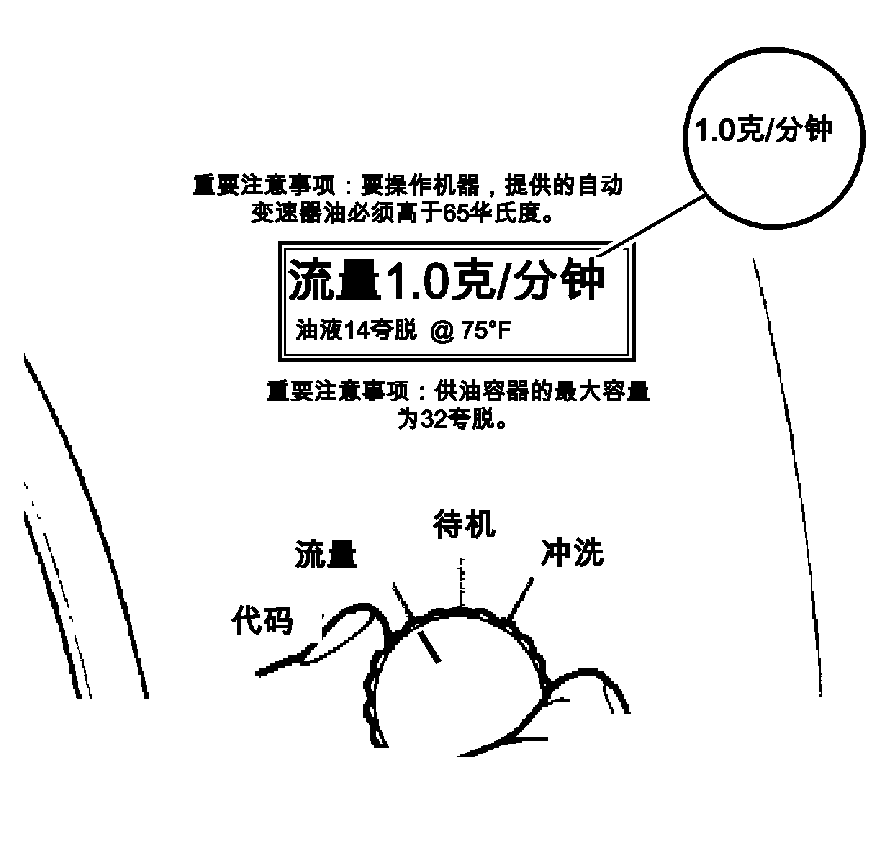 1.0克/分钟
重要注意事项：要操作机器，提供的自动
变速器油必须高于65华氏度。
流量1.0克/分钟
油液14夸脱 @ 75°F
重要注意事项：供油容器的最大容量
为32夸脱。
待机
流量
冲洗
代码